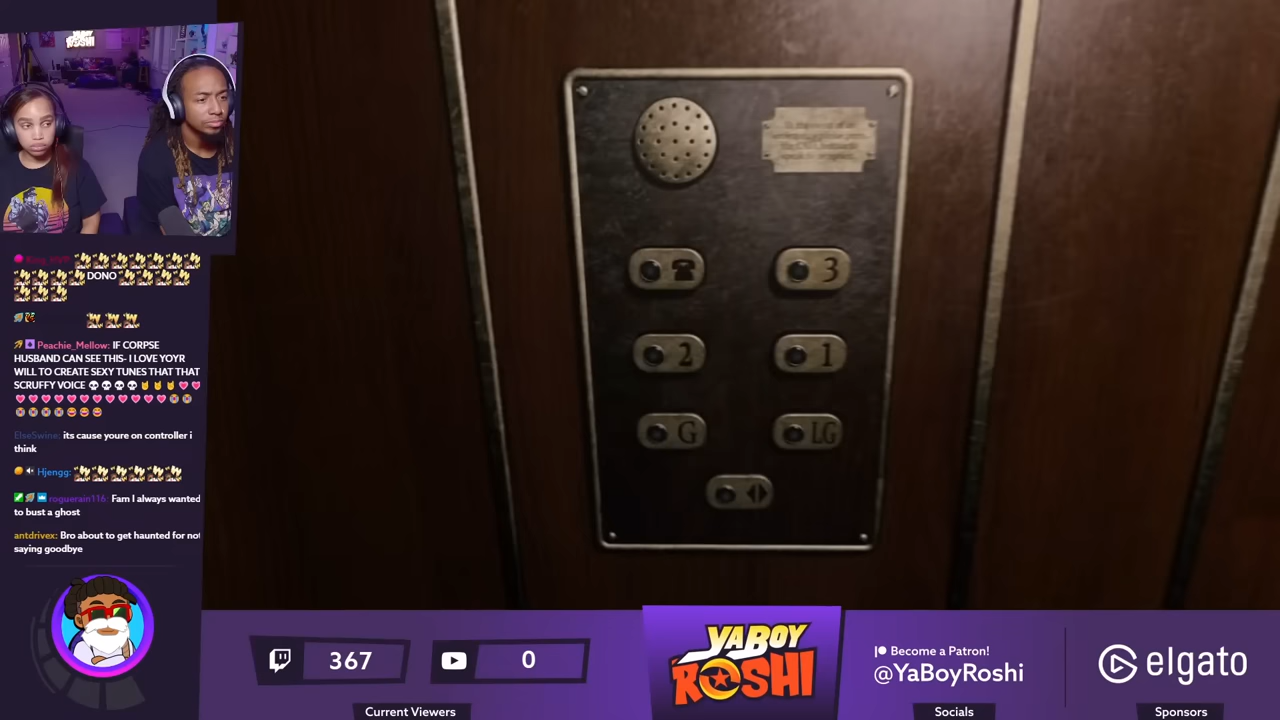 DONO
Peachie_Mellow: IF CORPSE
HUSBAND CAN SEE THIS- I LOVE YOYR
WILL TO CREATE SEXY TUNES THAT THAT
SCRUFFY VOICE
ElseSwine: its cause youre on controller i
think
Hjengg:
roguerain116: Fam I always wanted
to bust a ghost
antdrivex: Bro about to get haunted for not
saying goodbye
3
2
1
G
LG
367
0
Current Viewers
YABOY
ROSHI
Become a Patron!
@YaBoyRoshi
Socials
elgato
Sponsors